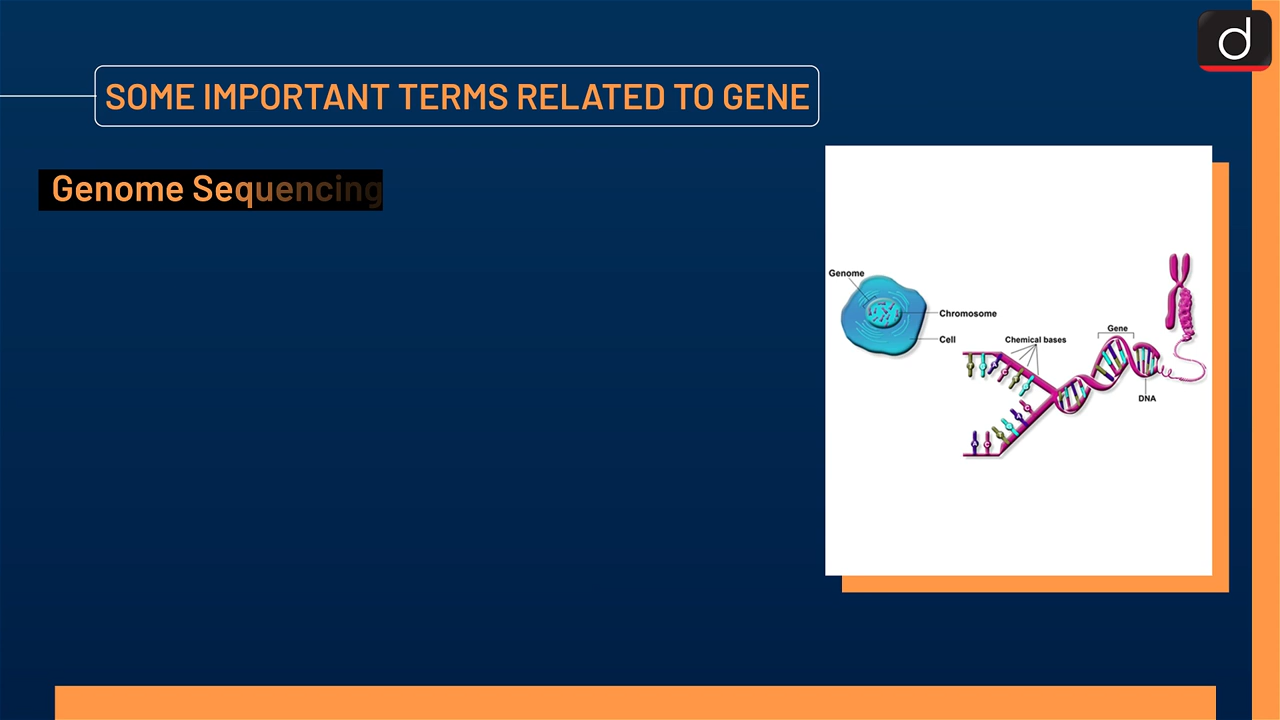 d
SOME IMPORTANT TERMS RELATED TO GENE
Genome Sequencing
Genome
Chromosome
Cell
Chemical bases
Gene
DNA